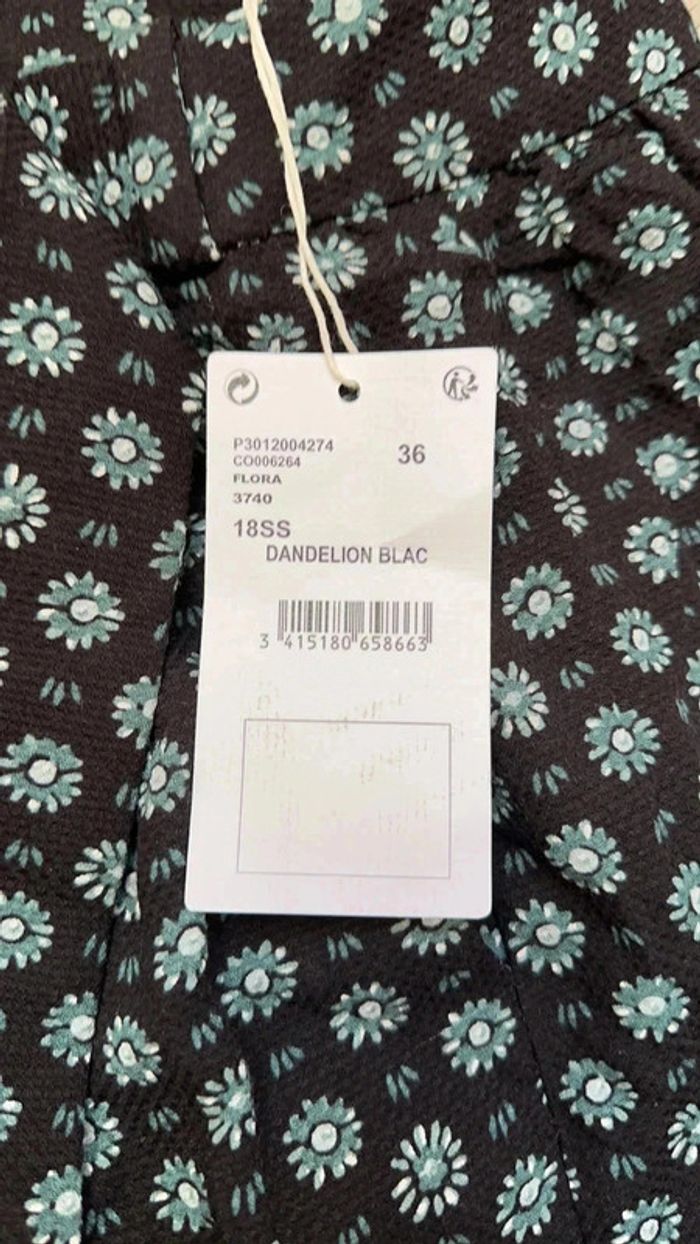 P3012004274
36
CO006264
FLORA
3740
18SS
DANDELION BLAC
3 415180 658663